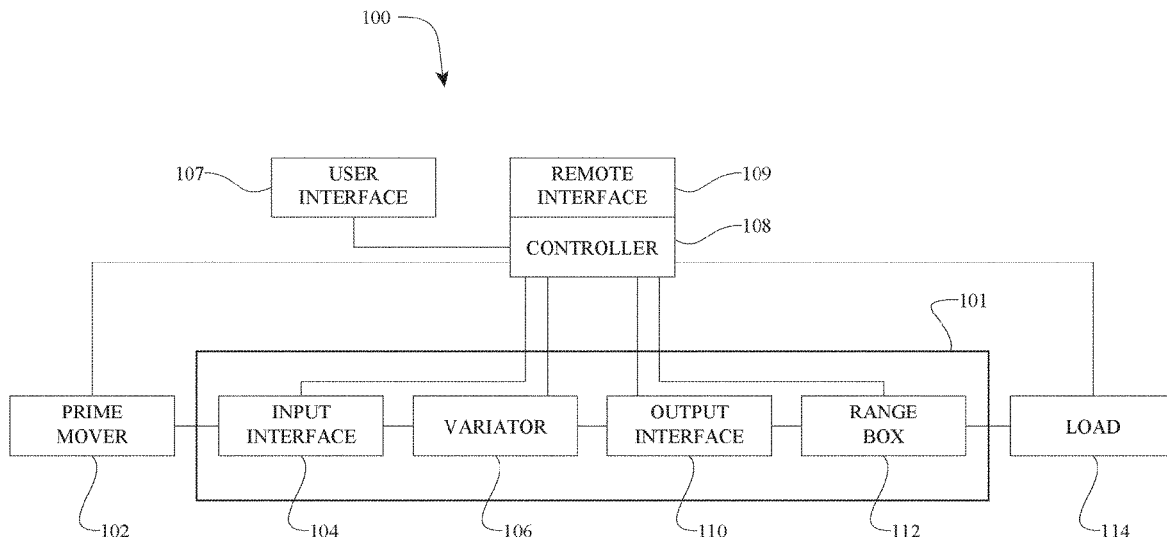 100
107
USER
INTERFACE
REMOTE
INTERFACE
109
CONTROLLER
108
101
PRIME
MOVER
INPUT
INTERFACE
VARIATOR
OUTPUT
INTERFACE
RANGE
BOX
LOAD
102
104
106
110
112
114